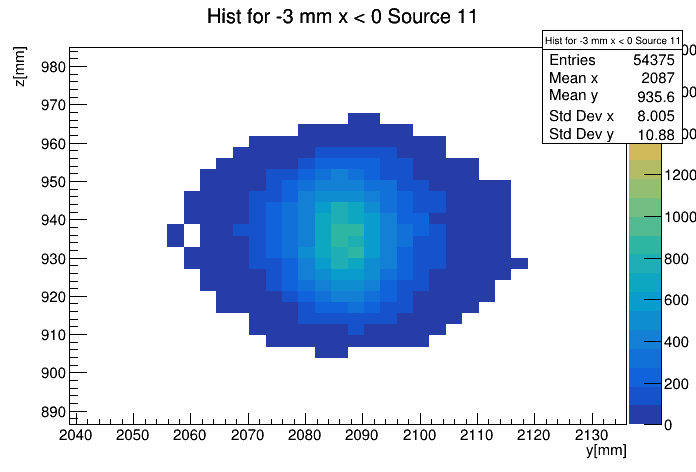 Hist for -3 mm x < 0 Source 11
Hist for -3 mm x < 0 Source 11
Entries 54375
Mean x 2087
Mean y 935.6
Std Dev x 8.005
Std Dev y 10.88
z[mm]
980
970
960
950
940
930
920
910
900
890
2040 2050 2060 2070 2080 2090 2100 2110 2120 2130
y[mm]
1200
1000
800
600
400
200
0